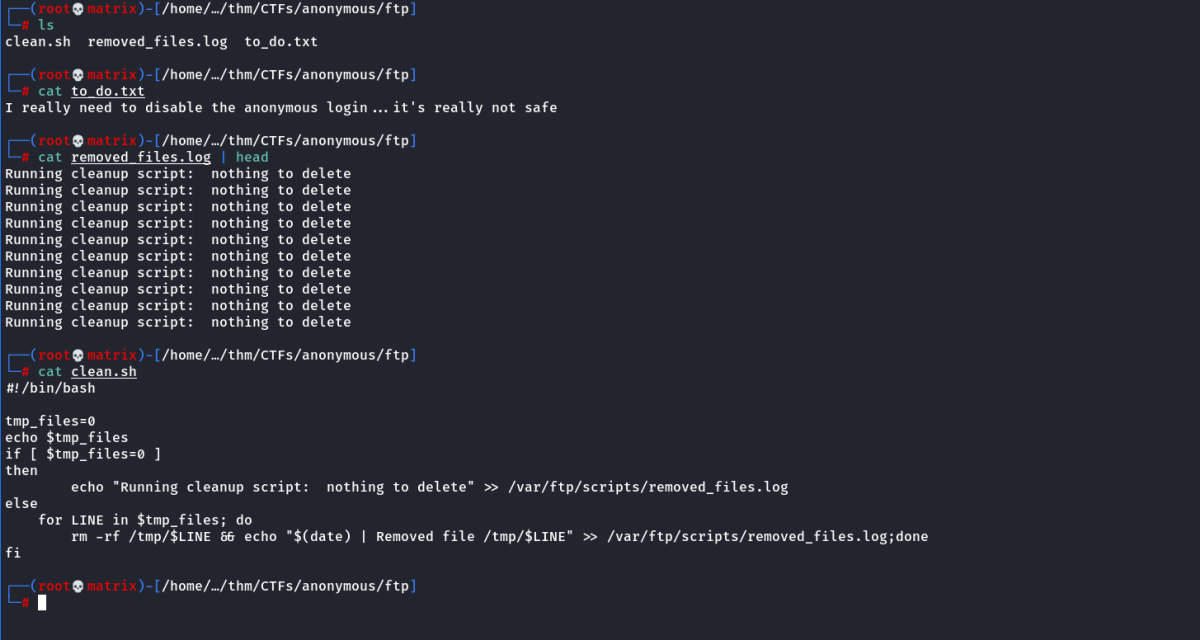 ┌──(root💀matrix)-[/home/…/thm/CTFs/anonymous/ftp]
└─# ls
clean.sh  removed_files.log  to_do.txt

┌──(root💀matrix)-[/home/…/thm/CTFs/anonymous/ftp]
└─# cat to_do.txt
I really need to disable the anonymous login...it's really not safe

┌──(root💀matrix)-[/home/…/thm/CTFs/anonymous/ftp]
└─# cat removed_files.log | head
Running cleanup script:  nothing to delete
Running cleanup script:  nothing to delete
Running cleanup script:  nothing to delete
Running cleanup script:  nothing to delete
Running cleanup script:  nothing to delete
Running cleanup script:  nothing to delete
Running cleanup script:  nothing to delete
Running cleanup script:  nothing to delete
Running cleanup script:  nothing to delete
Running cleanup script:  nothing to delete

┌──(root💀matrix)-[/home/…/thm/CTFs/anonymous/ftp]
└─# cat clean.sh
#!/bin/bash

tmp_files=0
echo $tmp_files
if [ $tmp_files=0 ]
then
        echo "Running cleanup script:  nothing to delete" >> /var/ftp/scripts/removed_files.log
else
    for LINE in $tmp_files; do
        rm -rf /tmp/$LINE && echo "$(date) | Removed file /tmp/$LINE" >> /var/ftp/scripts/removed_files.log;done
fi

┌──(root💀matrix)-[/home/…/thm/CTFs/anonymous/ftp]
└─#